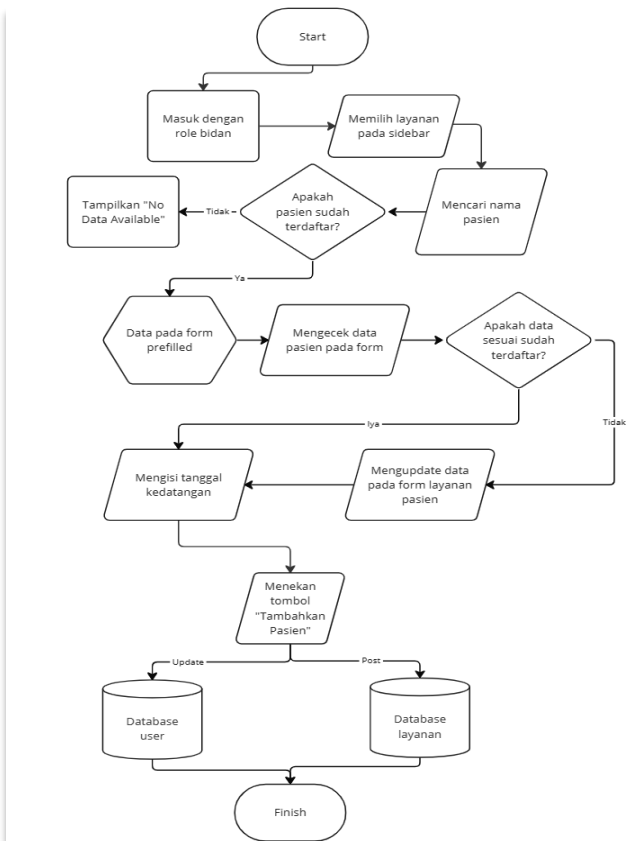 Start
Masuk dengan
role bidan
Memilih layanan
pada sidebar
Mencari nama
pasien
Apakah
pasien sudah
terdaftar?
Tidak
Tampilkan "No
Data Available"
Ya
Data pada form
prefilled
Mengecek data
pasien pada form
Apakah data
sesuai sudah
terdaftar?
Iya
Tidak
Mengisi tanggal
kedatangan
Mengupdate data
pada form layanan
pasien
Menekan
tombol
"Tambahkan
Pasien"
Update
Post
Database
user
Database
layanan
Finish